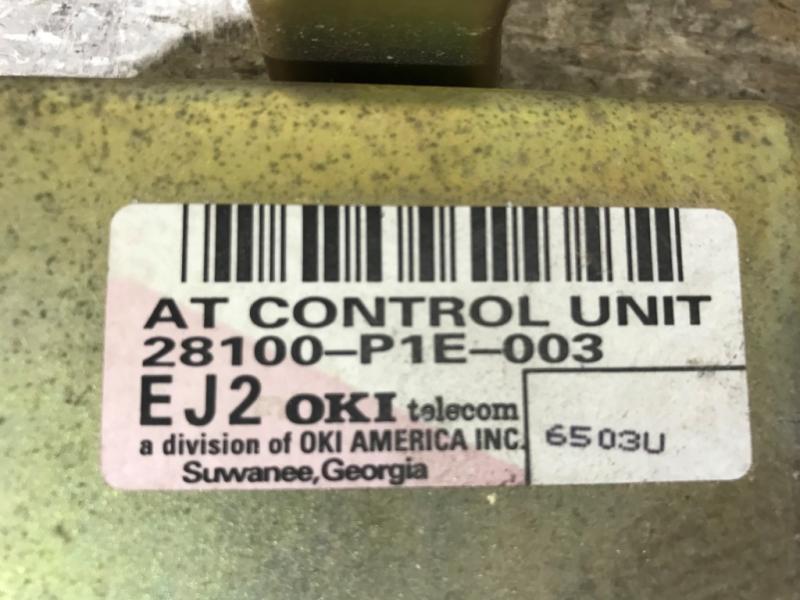 AT CONTROL UNIT
28100-P1E-003
EJ2 OKI telecom
a division of OKI AMERICA INC.
Suwanee, Georgia
6503U